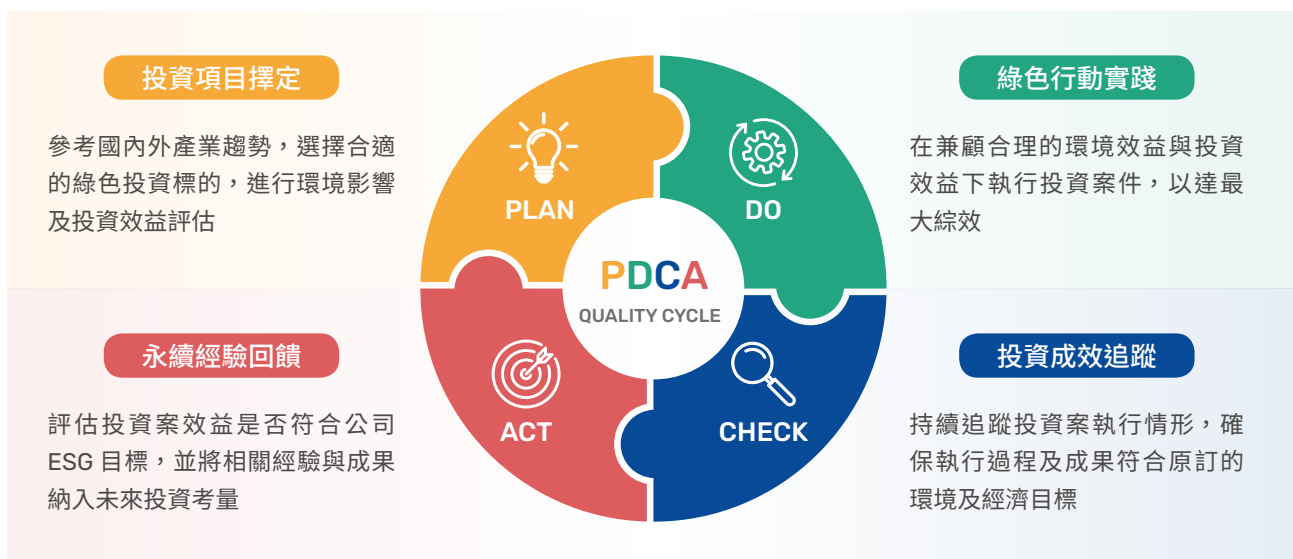 投資項目擇定
參考國內外產業趨勢，選擇合適
的綠色投資標的，進行環境影響
及投資效益評估
PLAN
DO
綠色行動實踐
在兼顧合理的環境效益與投資
效益下執行投資案件，以達最
大綜效
PDCA
QUALITY CYCLE
永續經驗回饋
評估投資案效益是否符合公司
ESG 目標，並將相關經驗與成果
納入未來投資考量
ACT
CHECK
投資成效追蹤
持續追蹤投資案執行情形，確
保執行過程及成果符合原訂的
環境及經濟目標